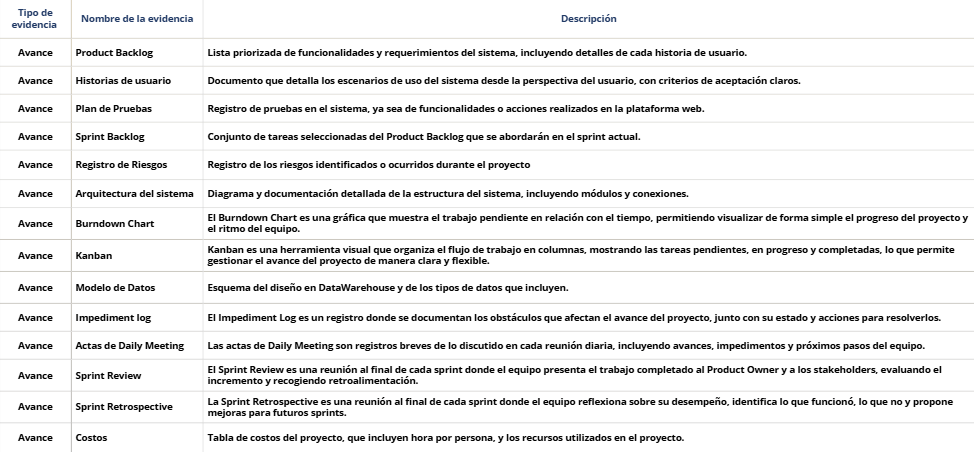 Tipo de evidencia Nombre de la evidencia Descripción
Avance Product Backlog Lista priorizada de funcionalidades y requerimientos del sistema, incluyendo detalles de cada historia de usuario.
Avance Historias de usuario Documento que detalla los escenarios de uso del sistema desde la perspectiva del usuario, con criterios de aceptación claros.
Avance Plan de Pruebas Registro de pruebas en el sistema, ya sea de funcionalidades o acciones realizados en la plataforma web.
Avance Sprint Backlog Conjunto de tareas seleccionadas del Product Backlog que se abordarán en el sprint actual.
Avance Registro de Riesgos Registro de los riesgos identificados o ocurridos durante el proyecto
Avance Arquitectura del sistema Diagrama y documentación detallada de la estructura del sistema, incluyendo módulos y conexiones.
Avance Burndown Chart El Burndown Chart es una gráfica que muestra el trabajo pendiente en relación con el tiempo, permitiendo visualizar de forma simple el progreso del proyecto y
el ritmo del equipo.
Avance Kanban Kanban es una herramienta visual que organiza el flujo de trabajo en columnas, mostrando las tareas pendientes, en progreso y completadas, lo que permite
gestionar el avance del proyecto de manera clara y flexible.
Avance Modelo de Datos Esquema del diseño en DataWarehouse y de los tipos de datos que incluyen.
Avance Impediment log El Impediment Log es un registro donde se documentan los obstáculos que afectan el avance del proyecto, junto con su estado y acciones para resolverlos.
Avance Actas de Daily Meeting Las actas de Daily Meeting son registros breves de lo discutido en cada reunión diaria, incluyendo avances, impedimentos y próximos pasos del equipo.
Avance Sprint Review El Sprint Review es una reunión al final de cada sprint donde el equipo presenta el trabajo completado al Product Owner y a los stakeholders, evaluando el
incremento y recogiendo retroalimentación.
Avance Sprint Retrospective La Sprint Retrospective es una reunión al final de cada sprint donde el equipo reflexiona sobre su desempeño, identifica lo que funcionó, lo que no y propone
mejoras para futuros sprints.
Avance Costos Tabla de costos del proyecto, que incluyen hora por persona, y los recursos utilizados en el proyecto.